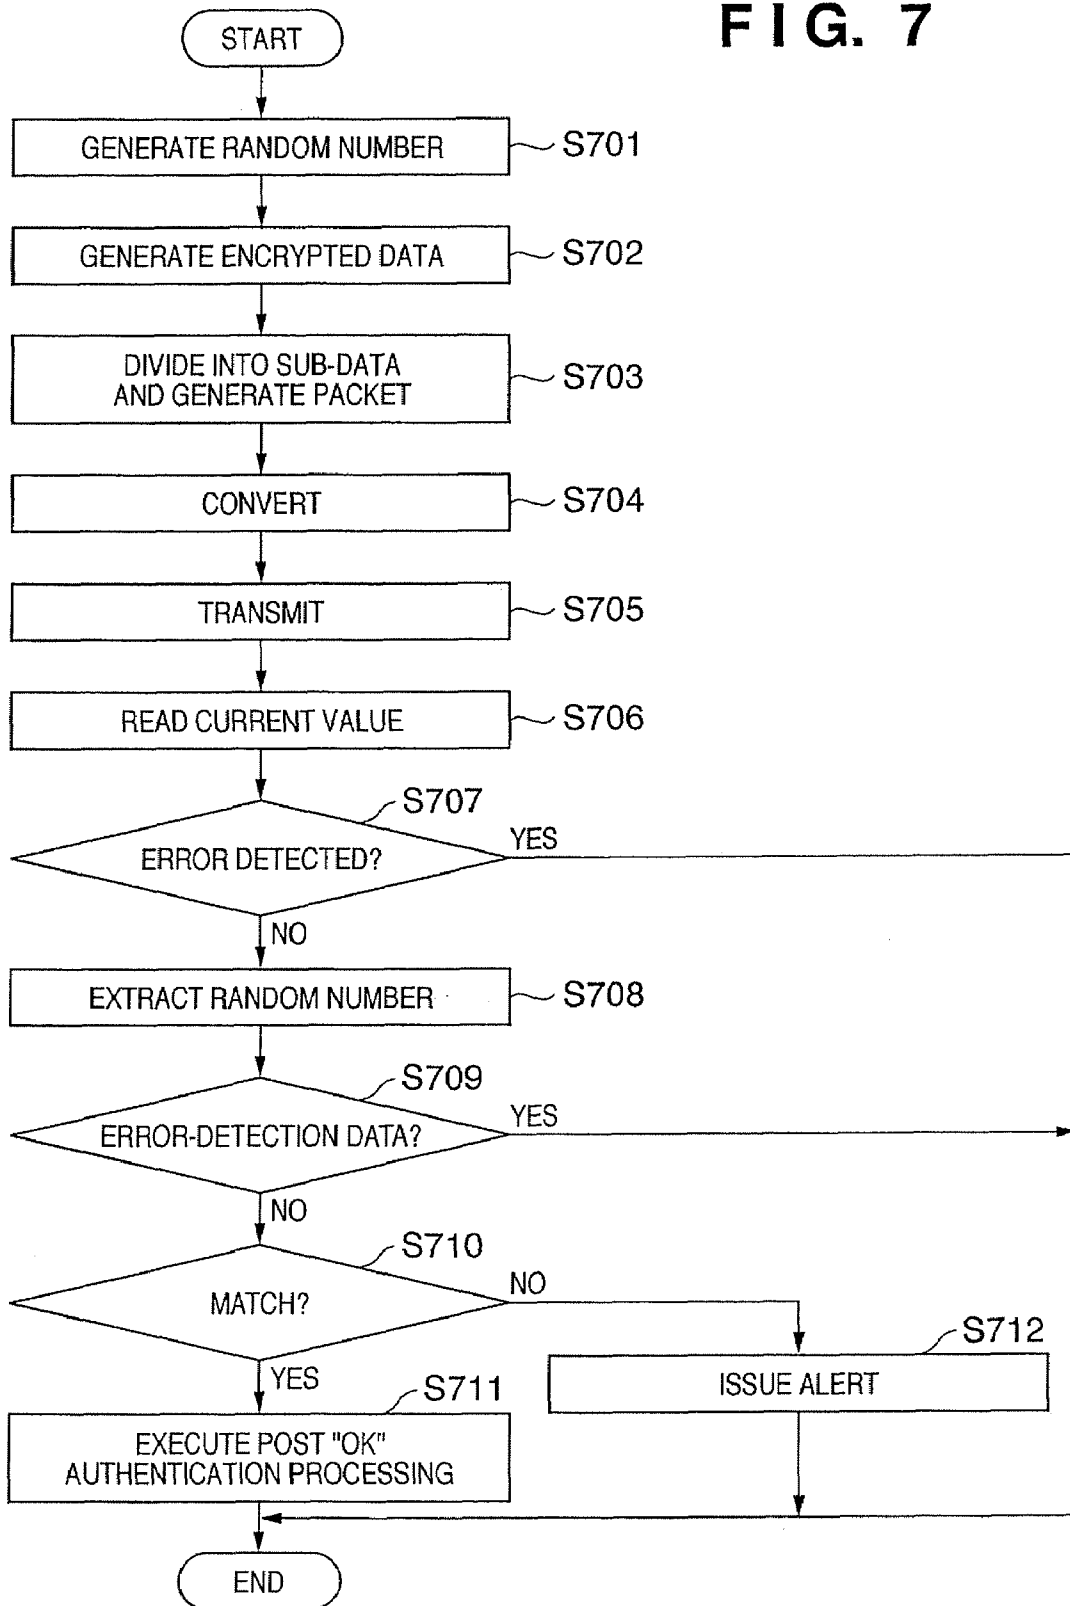 FIG. 7
START
GENERATE RANDOM NUMBER
S701
GENERATE ENCRYPTED DATA
S702
DIVIDE INTO SUB-DATA
AND GENERATE PACKET
S703
CONVERT
S704
TRANSMIT
S705
READ CURRENT VALUE
S706
S707
ERROR DETECTED?
YES
NO
EXTRACT RANDOM NUMBER
S708
S709
ERROR-DETECTION DATA?
YES
NO
S710
MATCH?
NO
YES
S712
ISSUE ALERT
S711
EXECUTE POST "OK"
AUTHENTICATION PROCESSING
END